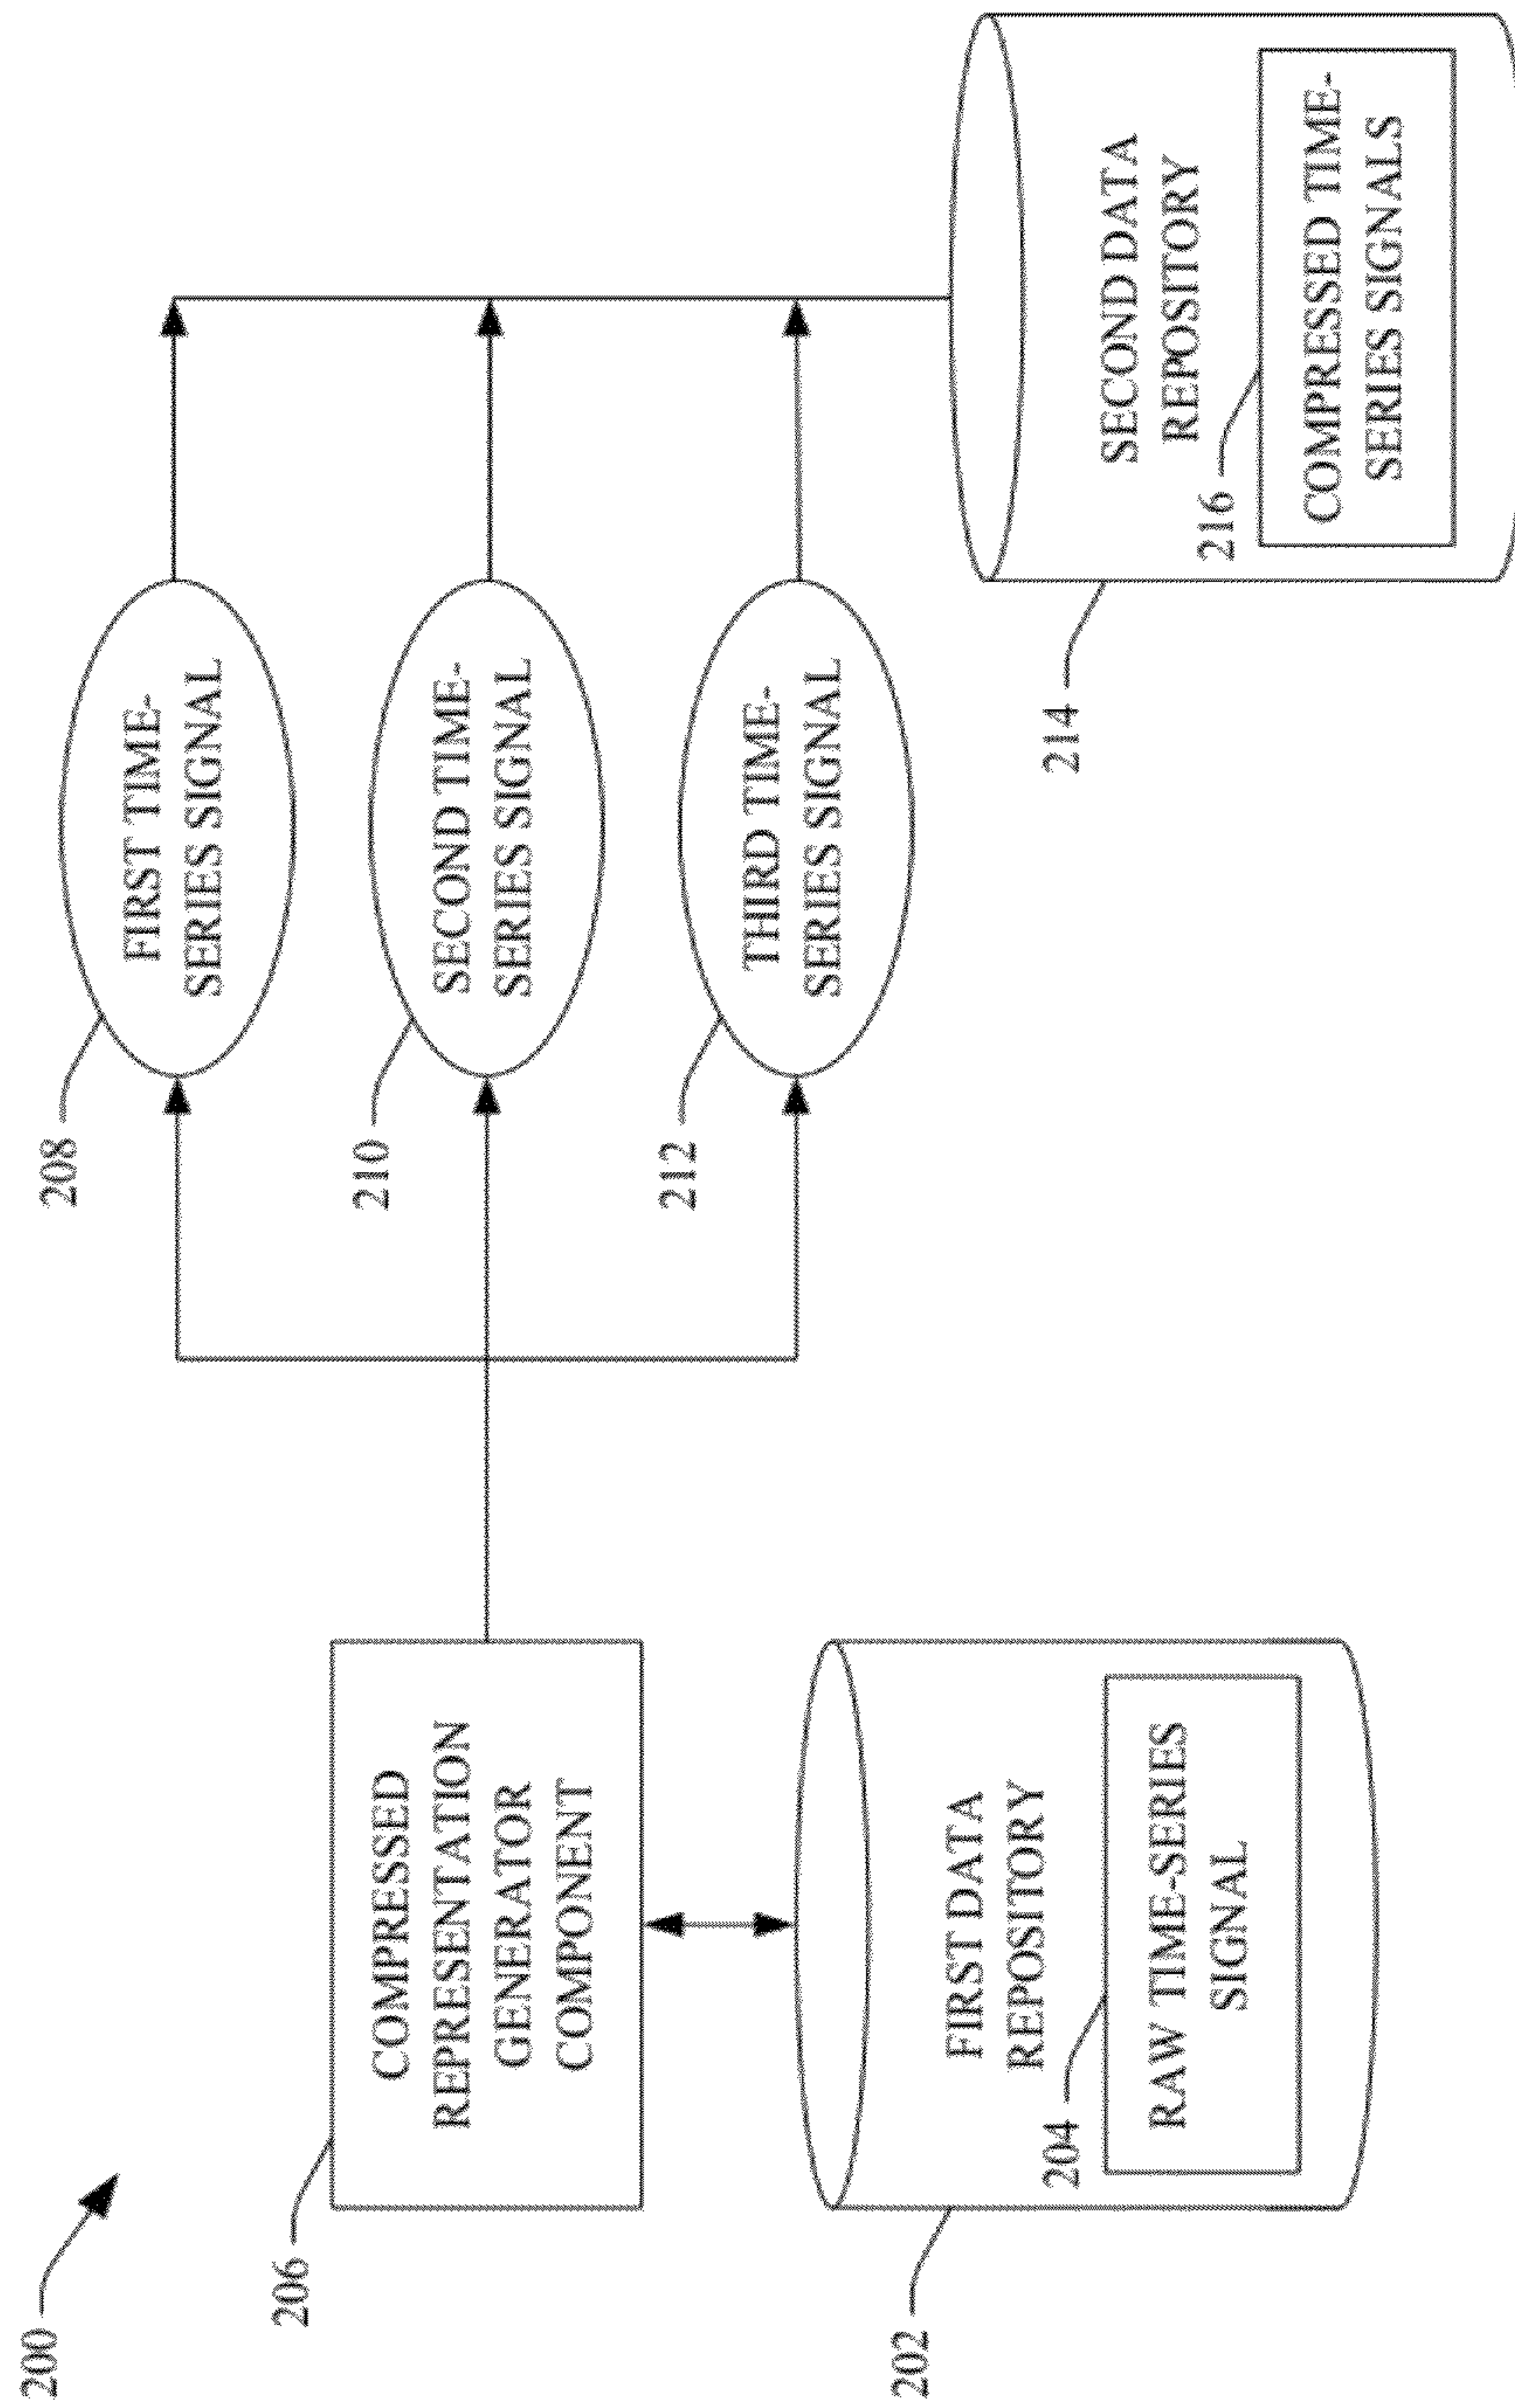 200
206
COMPRESSED
REPRESENTATION
GENERATOR
COMPONENT
202
FIRST DATA
REPOSITORY
204
RAW TIME-SERIES
SIGNAL
208
FIRST TIME-
SERIES SIGNAL
210
SECOND TIME-
SERIES SIGNAL
212
THIRD TIME-
SERIES SIGNAL
214
SECOND DATA
REPOSITORY
216
COMPRESSED TIME-
SERIES SIGNALS